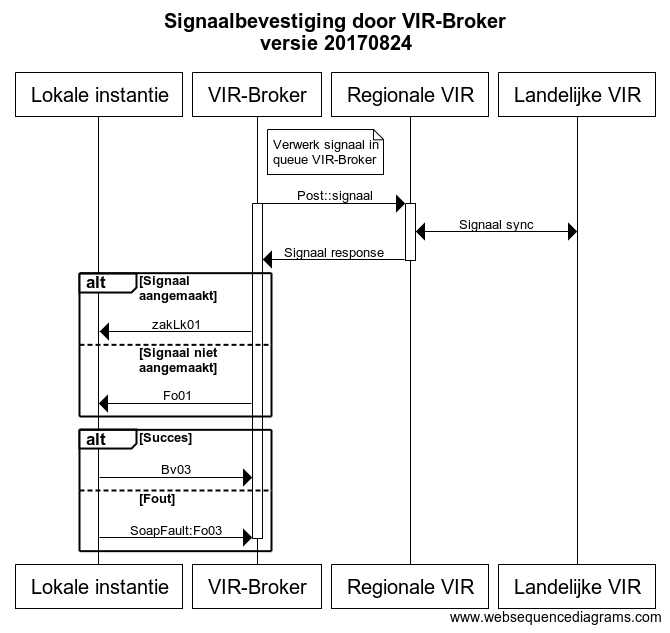 Signaalbevestiging door VIR-Broker
versie 20170824
Lokale instantie
VIR-Broker
Regionale VIR
Landelijke VIR
Verwerk signaal in
queue VIR-Broker
Post::signaal
Signaal sync
Signaal response
alt
[Signaal
aangemaakt]
zakLk01
[Signaal niet
aangemaakt]
Fo01
alt
[Succes]
Bv03
[Fout]
SoapFault:Fo03
Lokale instantie
VIR-Broker
Regionale VIR
Landelijke VIR
www.websequencediagrams.com